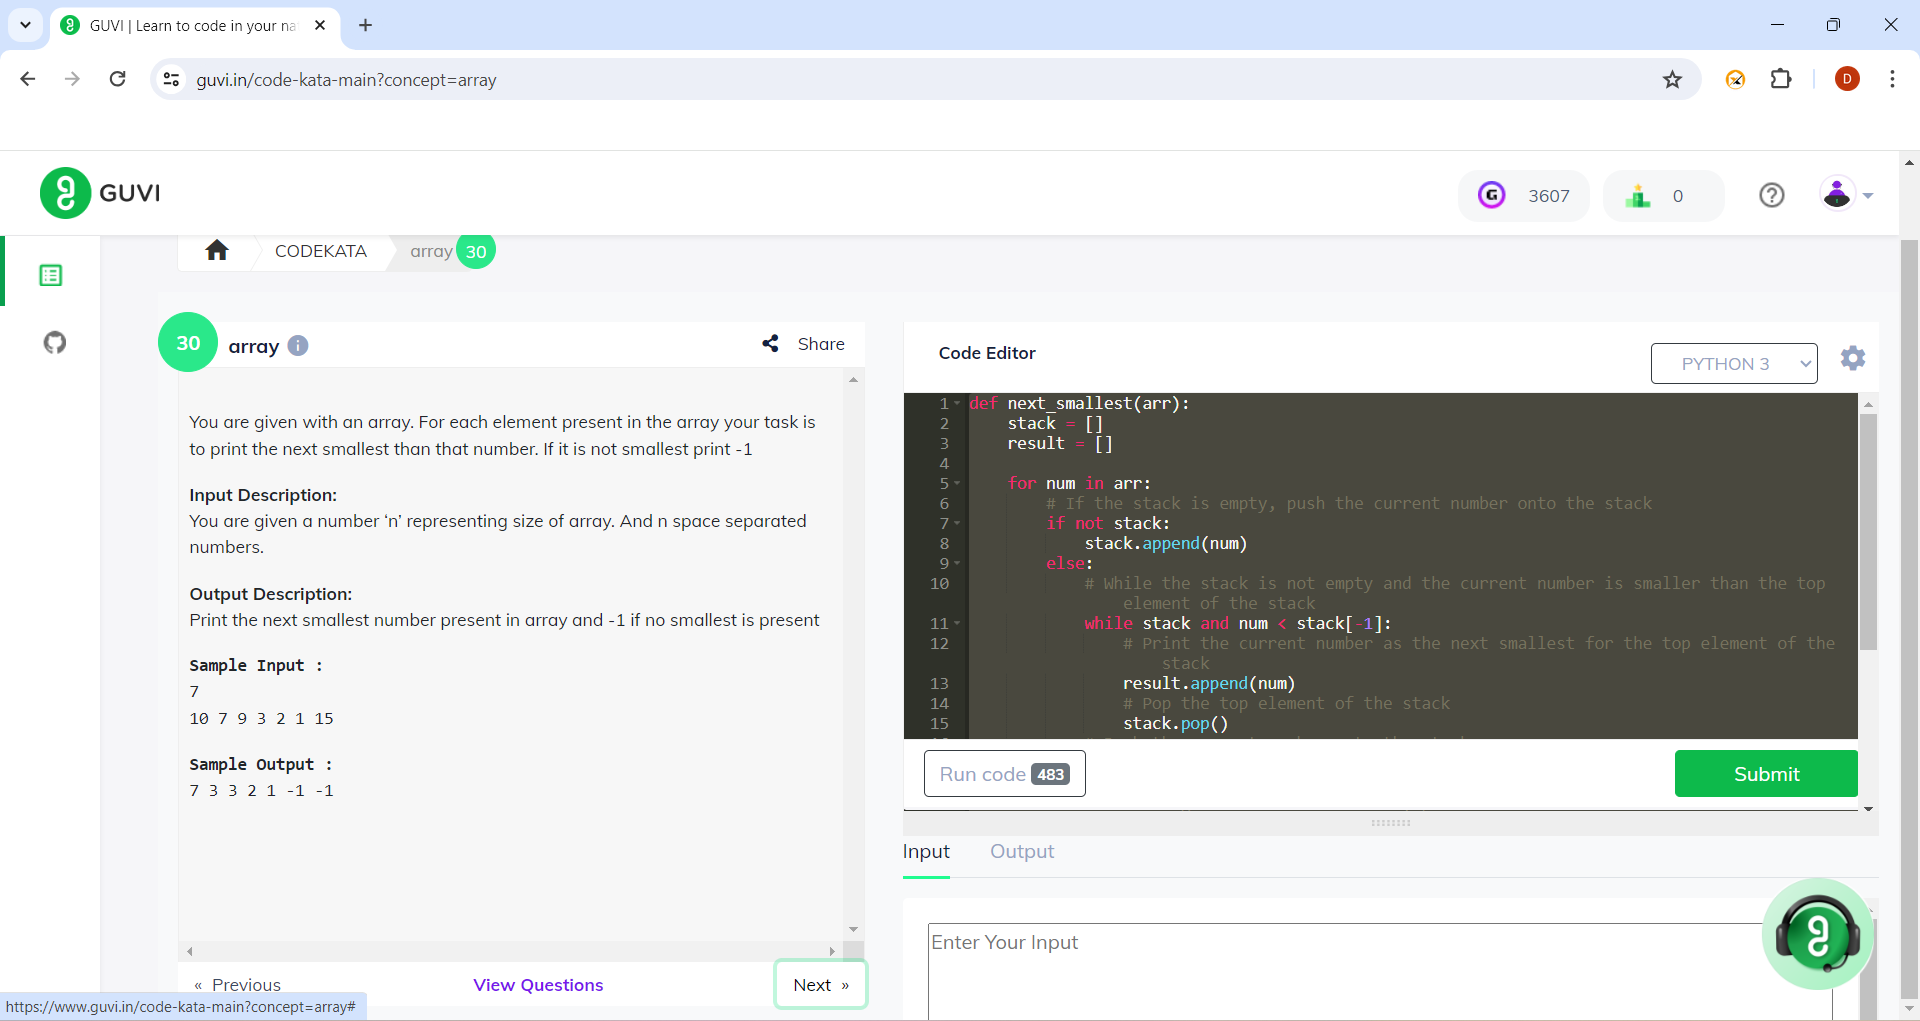 GUVI | Learn to code in your na
guvi.in/code-kata-main?concept=array
D
GUVI
G
3607
0
CODEKATA
array 30
30
array
Share
You are given with an array. For each element present in the array your task is
to print the next smallest than that number. If it is not smallest print -1
Input Description:
You are given a number ‘n’ representing size of array. And n space separated
numbers.
Output Description:
Print the next smallest number present in array and -1 if no smallest is present
Sample Input :
7
10 7 9 3 2 1 15
Sample Output :
7 3 3 2 1 -1 -1
« Previous
View Questions
Next »
https://www.guvi.in/code-kata-main?concept=array#
Code Editor
PYTHON 3
1 def next_smallest(arr):
2 stack = []
3 result = []
4
5 for num in arr:
6 # If the stack is empty, push the current number onto the stack
7 if not stack:
8 stack.append(num)
9 else:
10 # While the stack is not empty and the current number is smaller than the top
element of the stack
11 while stack and num < stack[-1]:
12 # Print the current number as the next smallest for the top element of the
stack
13 result.append(num)
14 # Pop the top element of the stack
15 stack.pop()
Run code 483
Submit
Input
Output
Enter Your Input